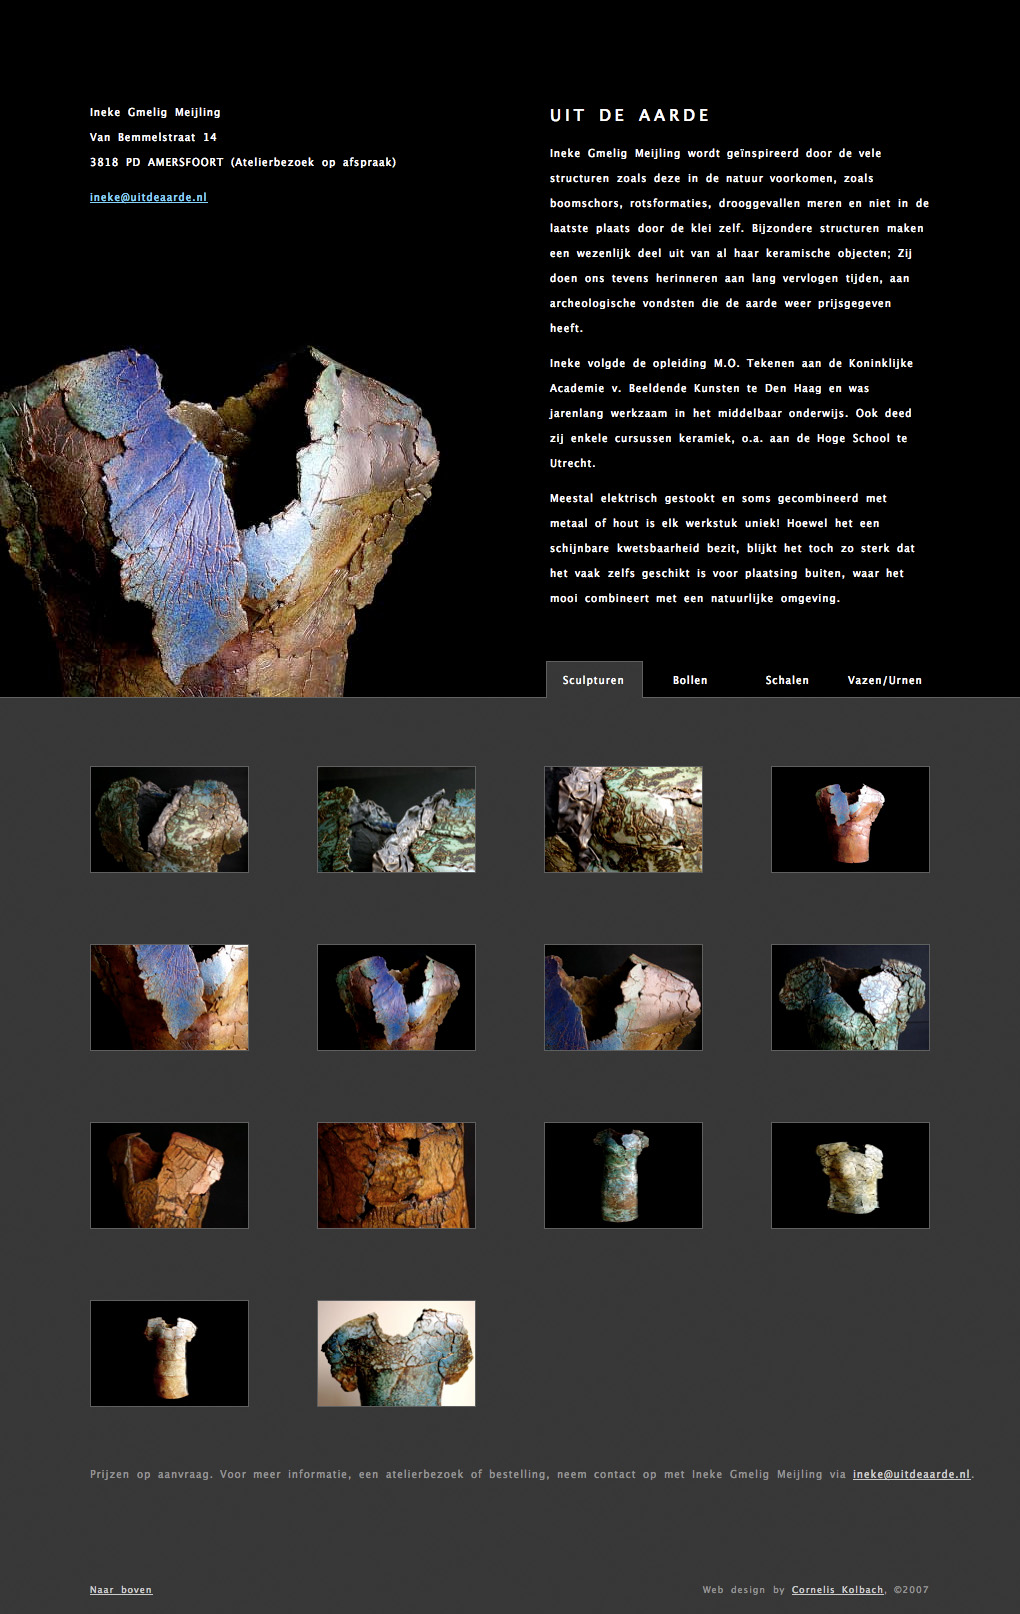 Ineke Gmelig Meijling
Van Bemmelstraat 14
3818 PD AMERSFOORT (Atelierbezoek op afspraak)
ineke@uitdeaarde.nl
UIT DE AARDE
Ineke Gmelig Meijling wordt geïnspireerd door de vele
structuren zoals deze in de natuur voorkomen, zoals
boomschors, rotsformaties, drooggevallen meren en niet in de
laatste plaats door de klei zelf. Bijzondere structuren maken
een wezenlijk deel uit van al haar keramische objecten; Zij
doen ons tevens herinneren aan lang vervlogen tijden, aan
archeologische vondsten die de aarde weer prijsgegeven
heeft.
Ineke volgde de opleiding M.O. Tekenen aan de Koninklijke
Academie v. Beeldende Kunsten te Den Haag en was
jarenlang werkzaam in het middelbaar onderwijs. Ook deed
zij enkele cursussen keramiek, o.a. aan de Hoge School te
Utrecht.
Meestal elektrisch gestookt en soms gecombineerd met
metaal of hout is elk werkstuk uniek! Hoewel het een
schijnbare kwetsbaarheid bezit, blijkt het toch zo sterk dat
het vaak zelfs geschikt is voor plaatsing buiten, waar het
mooi combineert met een natuurlijke omgeving.
Sculpturen Bollen Schalen Vazen/Urnen
Prijzen op aanvraag. Voor meer informatie, een atelierbezoek of bestelling, neem contact op met Ineke Gmelig Meijling via ineke@uitdeaarde.nl.
Naar boven
Web design by Cornelis Kolbach, ©2007